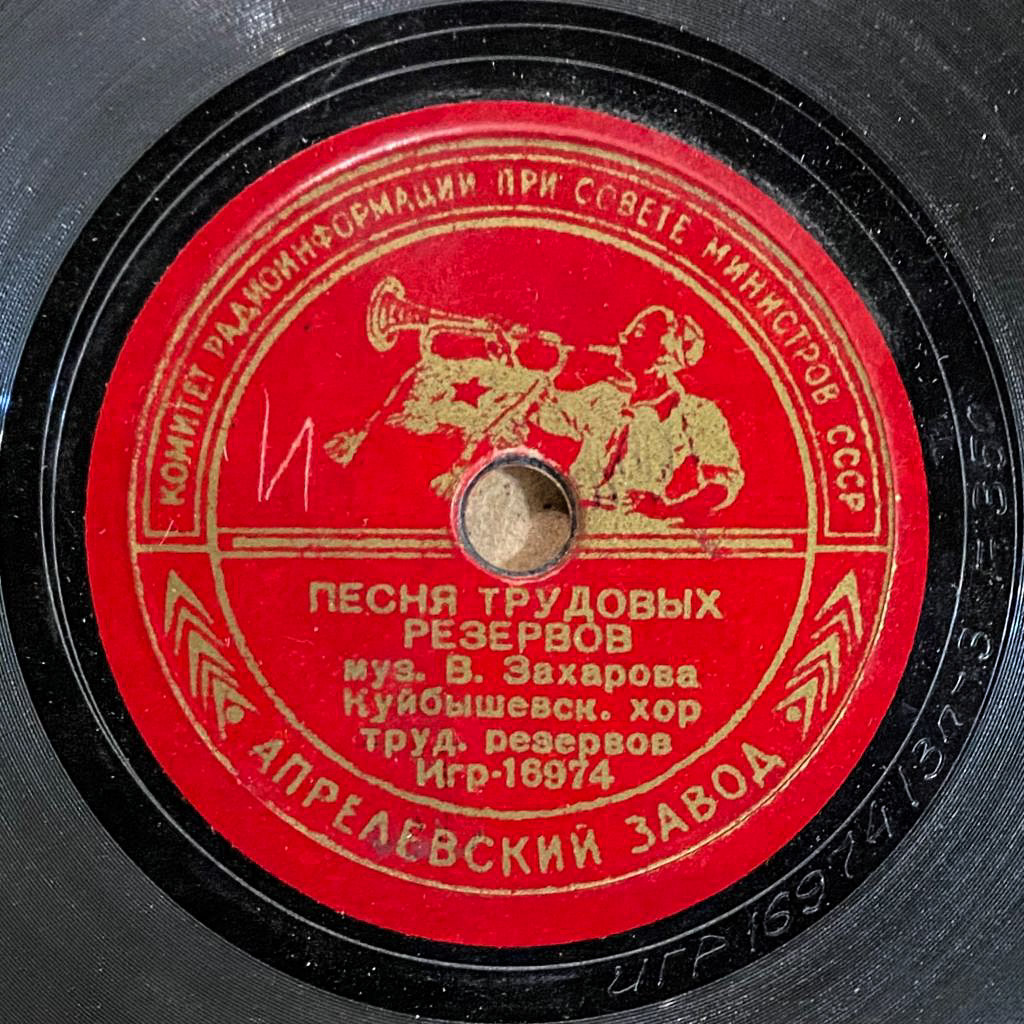 КОМИТЕТ РАДИОИНФОРМАЦИИ ПРИ СОВЕТЕ МИНИСТРОВ СССР
И
ПЕСНЯ ТРУДОВЫХ
РЕЗЕРВОВ
муз. В. Захарова
Куйбышевск. хор
труд. резервов
Игр-16974
АПРЕЛЕВСКИЙ ЗАВОД
ИГР 16974